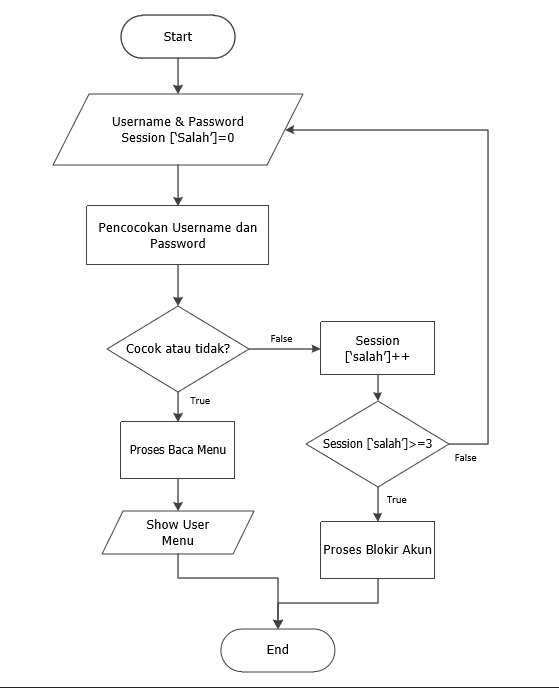 Start
Username & Password
Session [‘Salah’]=0
Pencocokan Username dan
Password
Cocok atau tidak?
False
Session
[‘salah’]++
True
Proses Baca Menu
Session [‘salah’]>=3
False
True
Show User
Menu
Proses Blokir Akun
End